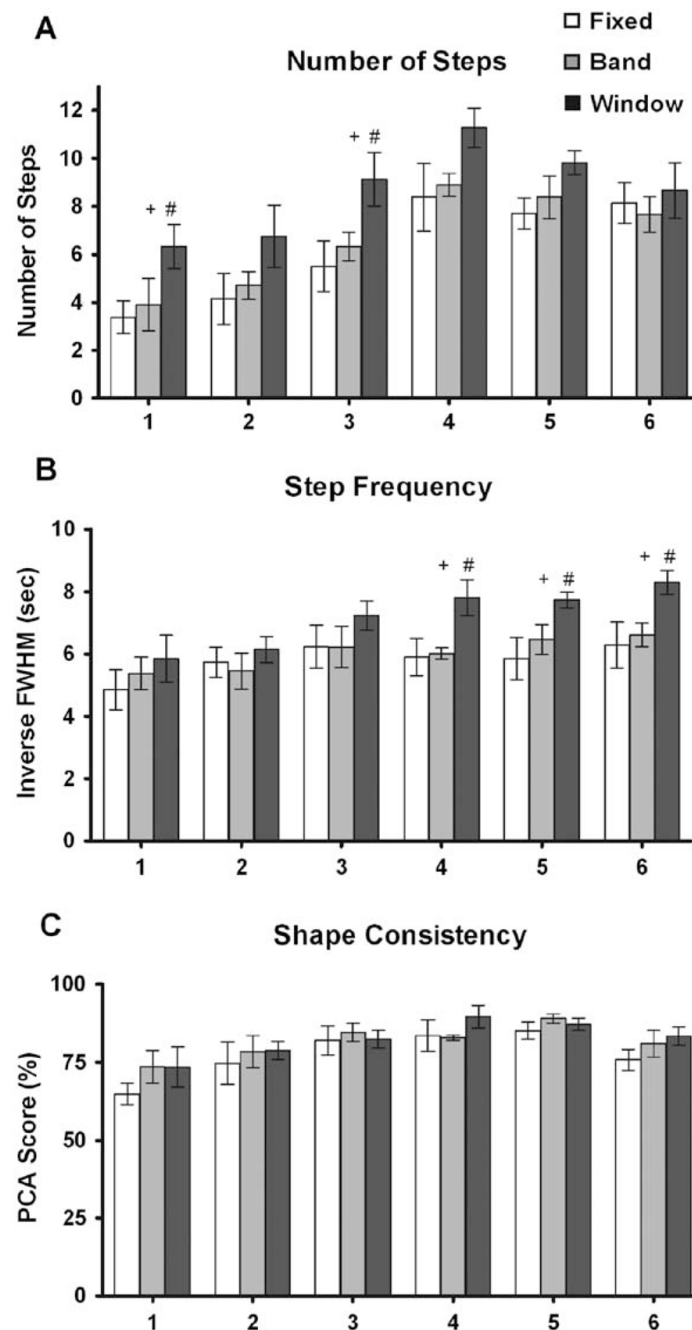 A
Number of Steps
Fixed
Band
Window
Number of Steps
12
10
8
6
4
2
0
+ #
+ #
1 2 3 4 5 6
B
Step Frequency
Inverse FWHM (sec)
10
8
6
4
2
0
+ #
+ #
+ #
1 2 3 4 5 6
C
Shape Consistency
PCA Score (%)
100
75
50
25
0
1 2 3 4 5 6